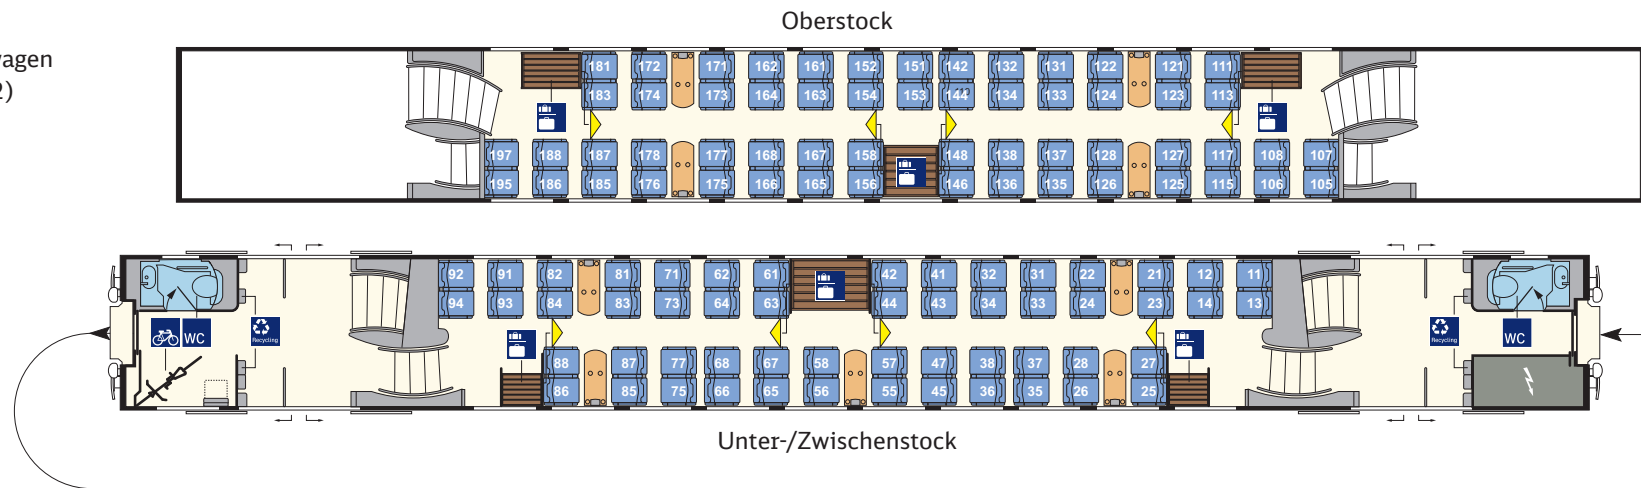 Oberstock
wagen
2)
181 172 171 162 161 152 151 142 132 131 122 121 111
183 174 173 164 163 154 153 144 134 133 124 123 113
197 188 187 178 177 168 167 158 148 138 137 128 127 117 108 107
195 186 185 176 175 166 165 156 146 136 135 126 125 115 106 105
92 91 82 81 71 62 61 42 41 32 31 22 21 12 11
94 93 84 83 73 64 63 44 43 34 33 24 23 14 13
WC Recycling Recycling WC
88 87 77 68 67 58 57 47 38 37 28 27
86 85 75 66 65 56 55 45 36 35 26 25
Unter-/Zwischenstock